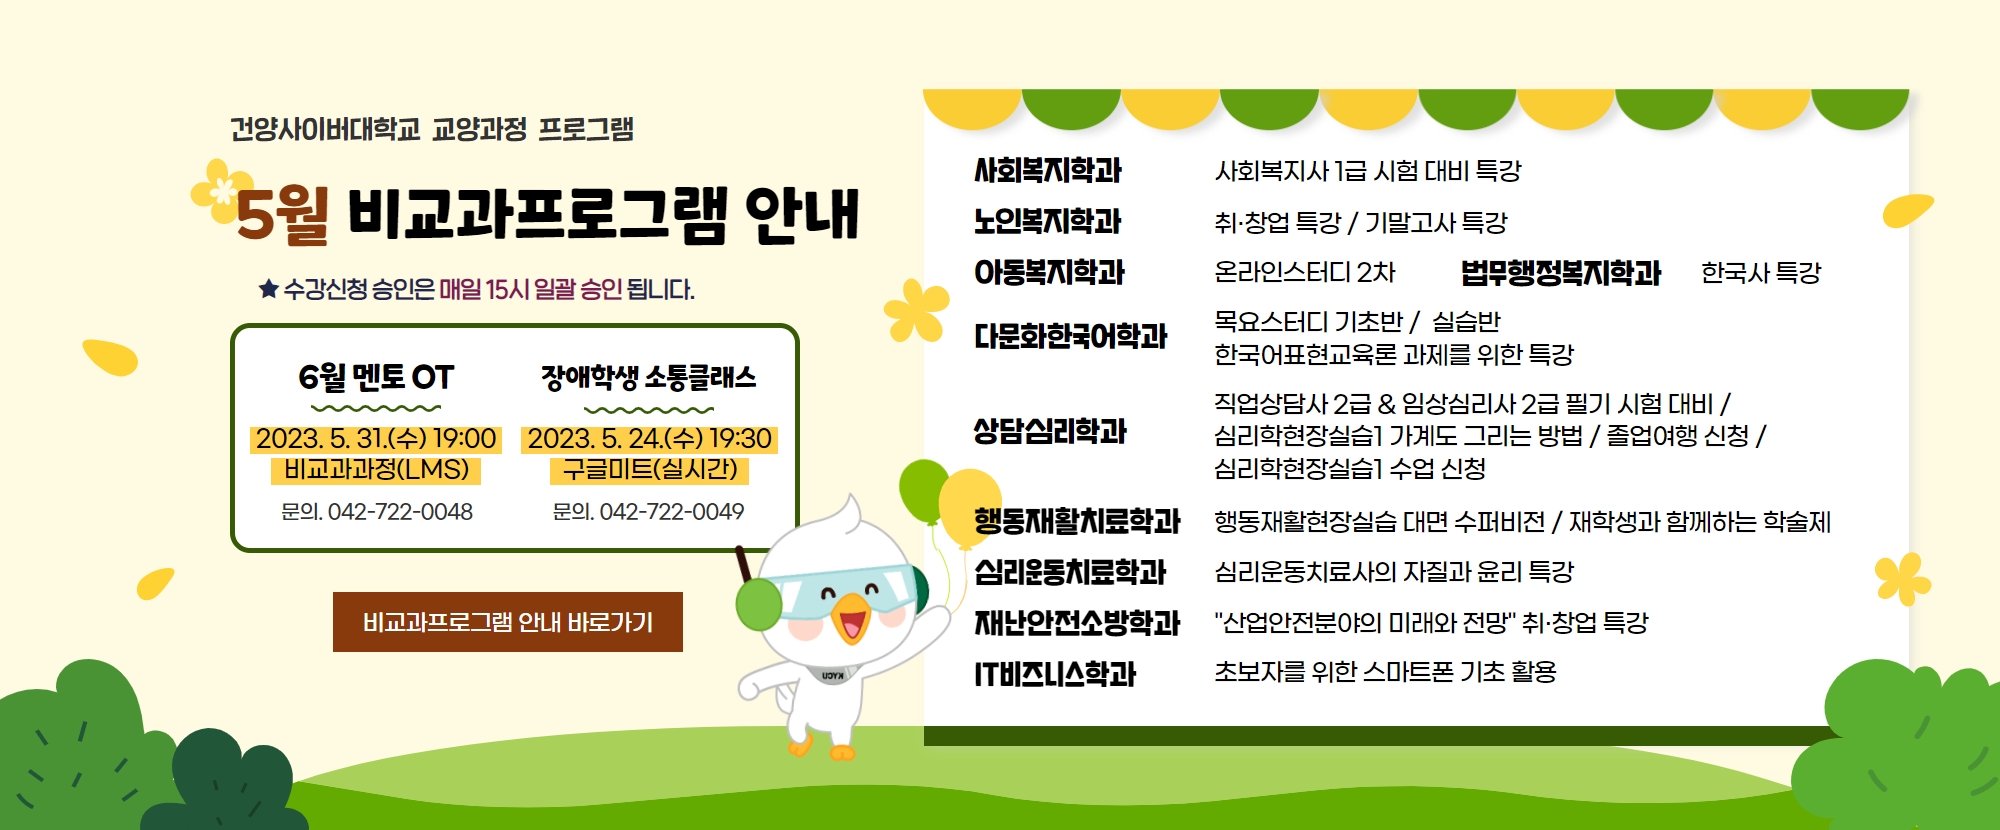 건양사이버대학교 교양과정 프로그램
5월 비교과프로그램 안내
★ 수강신청 승인은 매일 15시 일괄 승인 됩니다.
6월 멘토 OT
2023. 5. 31.(수) 19:00
비교과과정(LMS)
문의. 042-722-0048
장애학생 소통클래스
2023. 5. 24.(수) 19:30
구글미트(실시간)
문의. 042-722-0049
비교과프로그램 안내 바로가기
KYCU
사회복지학과 사회복지사 1급 시험 대비 특강
노인복지학과 취·창업 특강 / 기말고사 특강
아동복지학과 온라인스터디 2차 법무행정복지학과 한국사 특강
다문화한국어학과 목요스터디 기초반 / 실습반
한국어표현교육론 과제를 위한 특강
상담심리학과 직업상담사 2급 & 임상심리사 2급 필기 시험 대비 /
심리학현장실습1 가계도 그리는 방법 / 졸업여행 신청 /
심리학현장실습1 수업 신청
행동재활치료학과 행동재활현장실습 대면 수퍼비전 / 재학생과 함께하는 학술제
심리운동치료학과 심리운동치료사의 자질과 윤리 특강
재난안전소방학과 "산업안전분야의 미래와 전망" 취·창업 특강
IT비즈니스학과 초보자를 위한 스마트폰 기초 활용